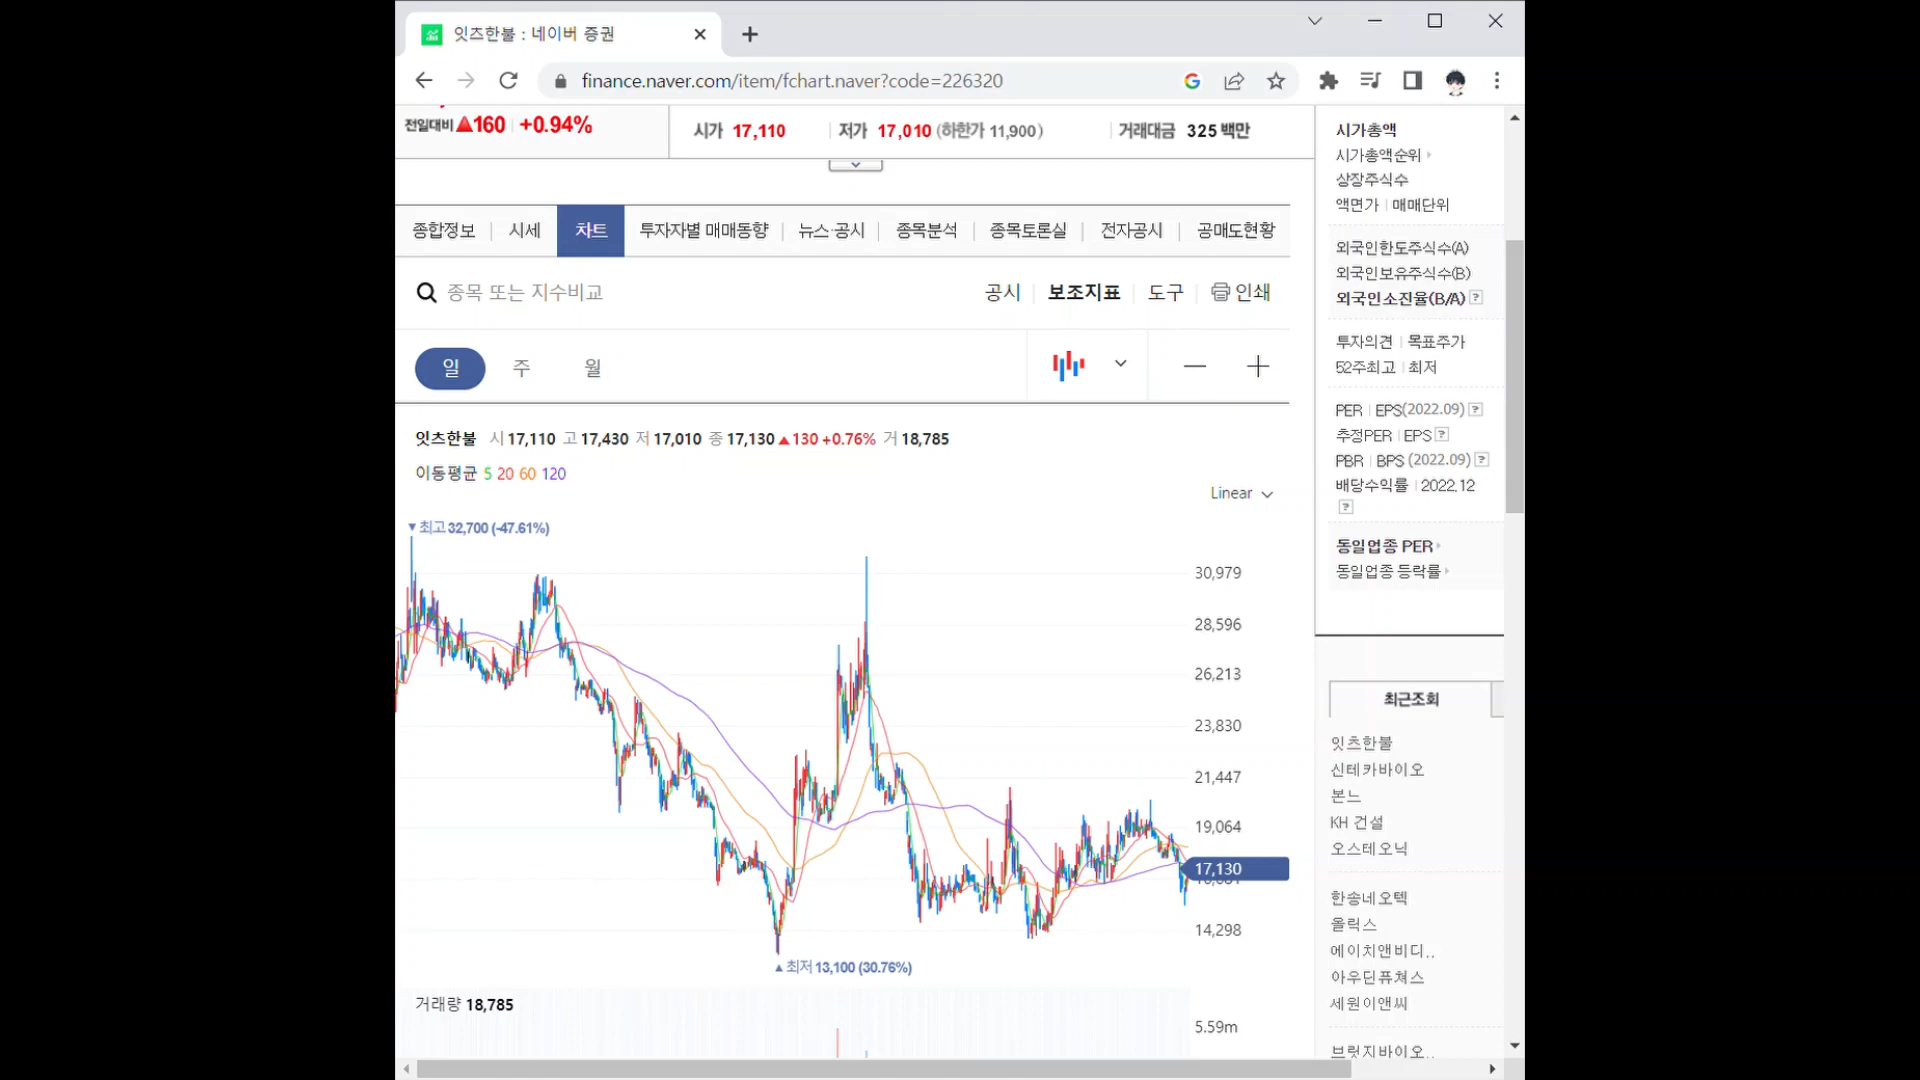 잇츠한불 : 네이버 증권
finance.naver.com/item/fchart.naver?code=226320
전일대비 ▲160 +0.94%
시가 17,110 저가 17,010 (하한가 11,900) 거래대금 325 백만
종합정보 시세 차트 투자자별 매매동향 뉴스·공시 종목분석 종목토론실 전자공시 공매도현황
종목 또는 지수비교 공시 보조지표 도구 인쇄
일 주 월
잇츠한불 시 17,110 고 17,430 저 17,010 종 17,130 ▲130 +0.76% 거 18,785
이동평균 5 20 60 120
Linear
▼최고 32,700 (-47.61%)
30,979
28,596
26,213
23,830
21,447
19,064
17,130
14,298
▲최저 13,100 (30.76%)
거래량 18,785
5.59m
시가총액
시가총액순위
상장주식수
액면가 매매단위
외국인한도주식수(A)
외국인보유주식수(B)
외국인소진율(B/A) ?
투자의견 목표주가
52주최고 최저
PER EPS(2022.09) ?
추정PER EPS ?
PBR BPS (2022.09) ?
배당수익률 2022.12
?
동일업종 PER
동일업종 등락률
최근조회
잇츠한불
신테카바이오
본느
KH 건설
오스테오닉
한송네오텍
올릭스
에이치앤비디..
아우딘퓨쳐스
세원이앤씨
브릿지바이오..